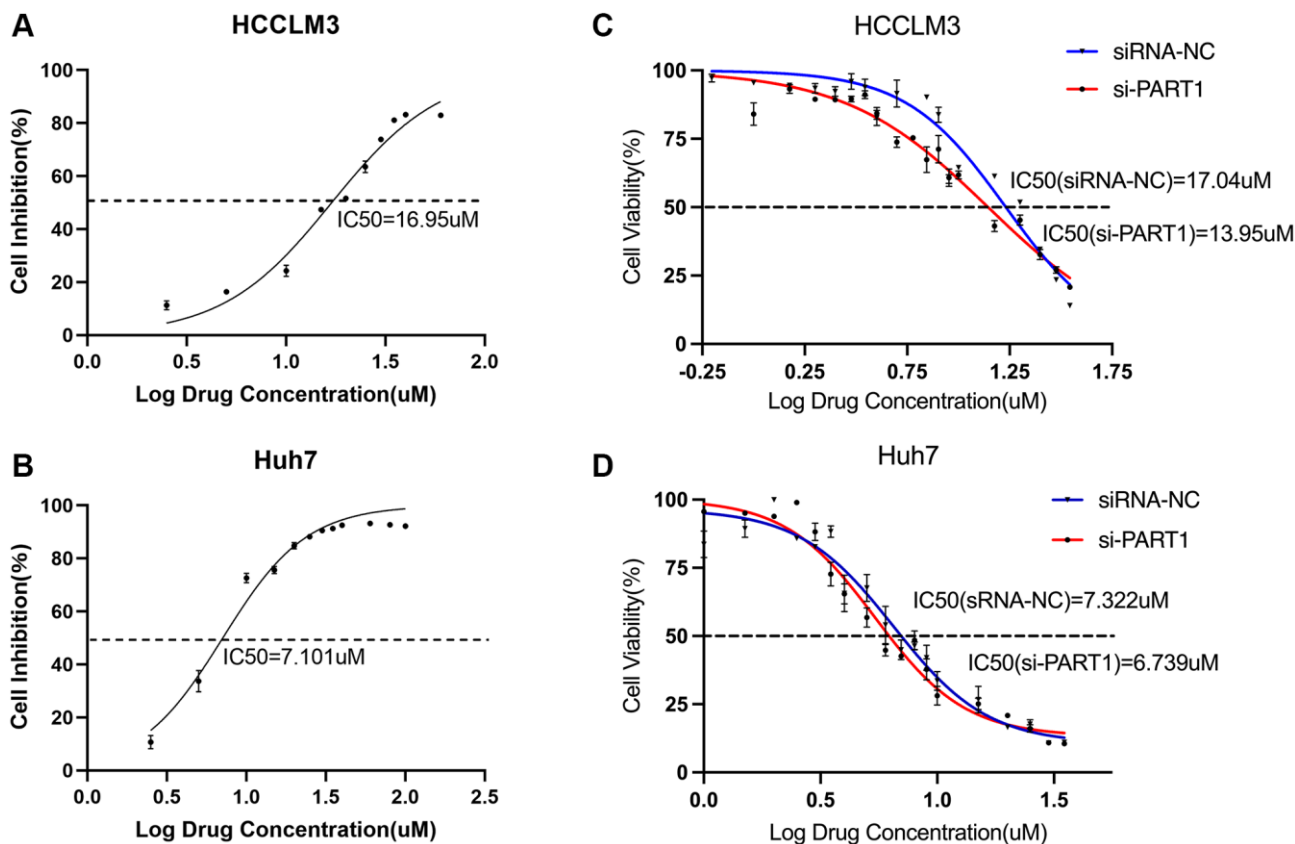 A
HCCLM3
Cell Inhibition(%)
100
80
60
40
20
0
IC50=16.95uM
0.0 0.5 1.0 1.5 2.0
Log Drug Concentration(uM)
C
HCCLM3
siRNA-NC
si-PART1
Cell Viability(%)
100
75
50
25
0
IC50(siRNA-NC)=17.04uM
IC50(si-PART1)=13.95uM
-0.25 0.25 0.75 1.25 1.75
Log Drug Concentration(uM)
B
Huh7
Cell Inhibition(%)
100
80
60
40
20
0
IC50=7.101uM
0.0 0.5 1.0 1.5 2.0 2.5
Log Drug Concentration(uM)
D
Huh7
siRNA-NC
si-PART1
Cell Viability(%)
100
75
50
25
0
IC50(sRNA-NC)=7.322uM
IC50(si-PART1)=6.739uM
0.0 0.5 1.0 1.5
Log Drug Concentration(uM)